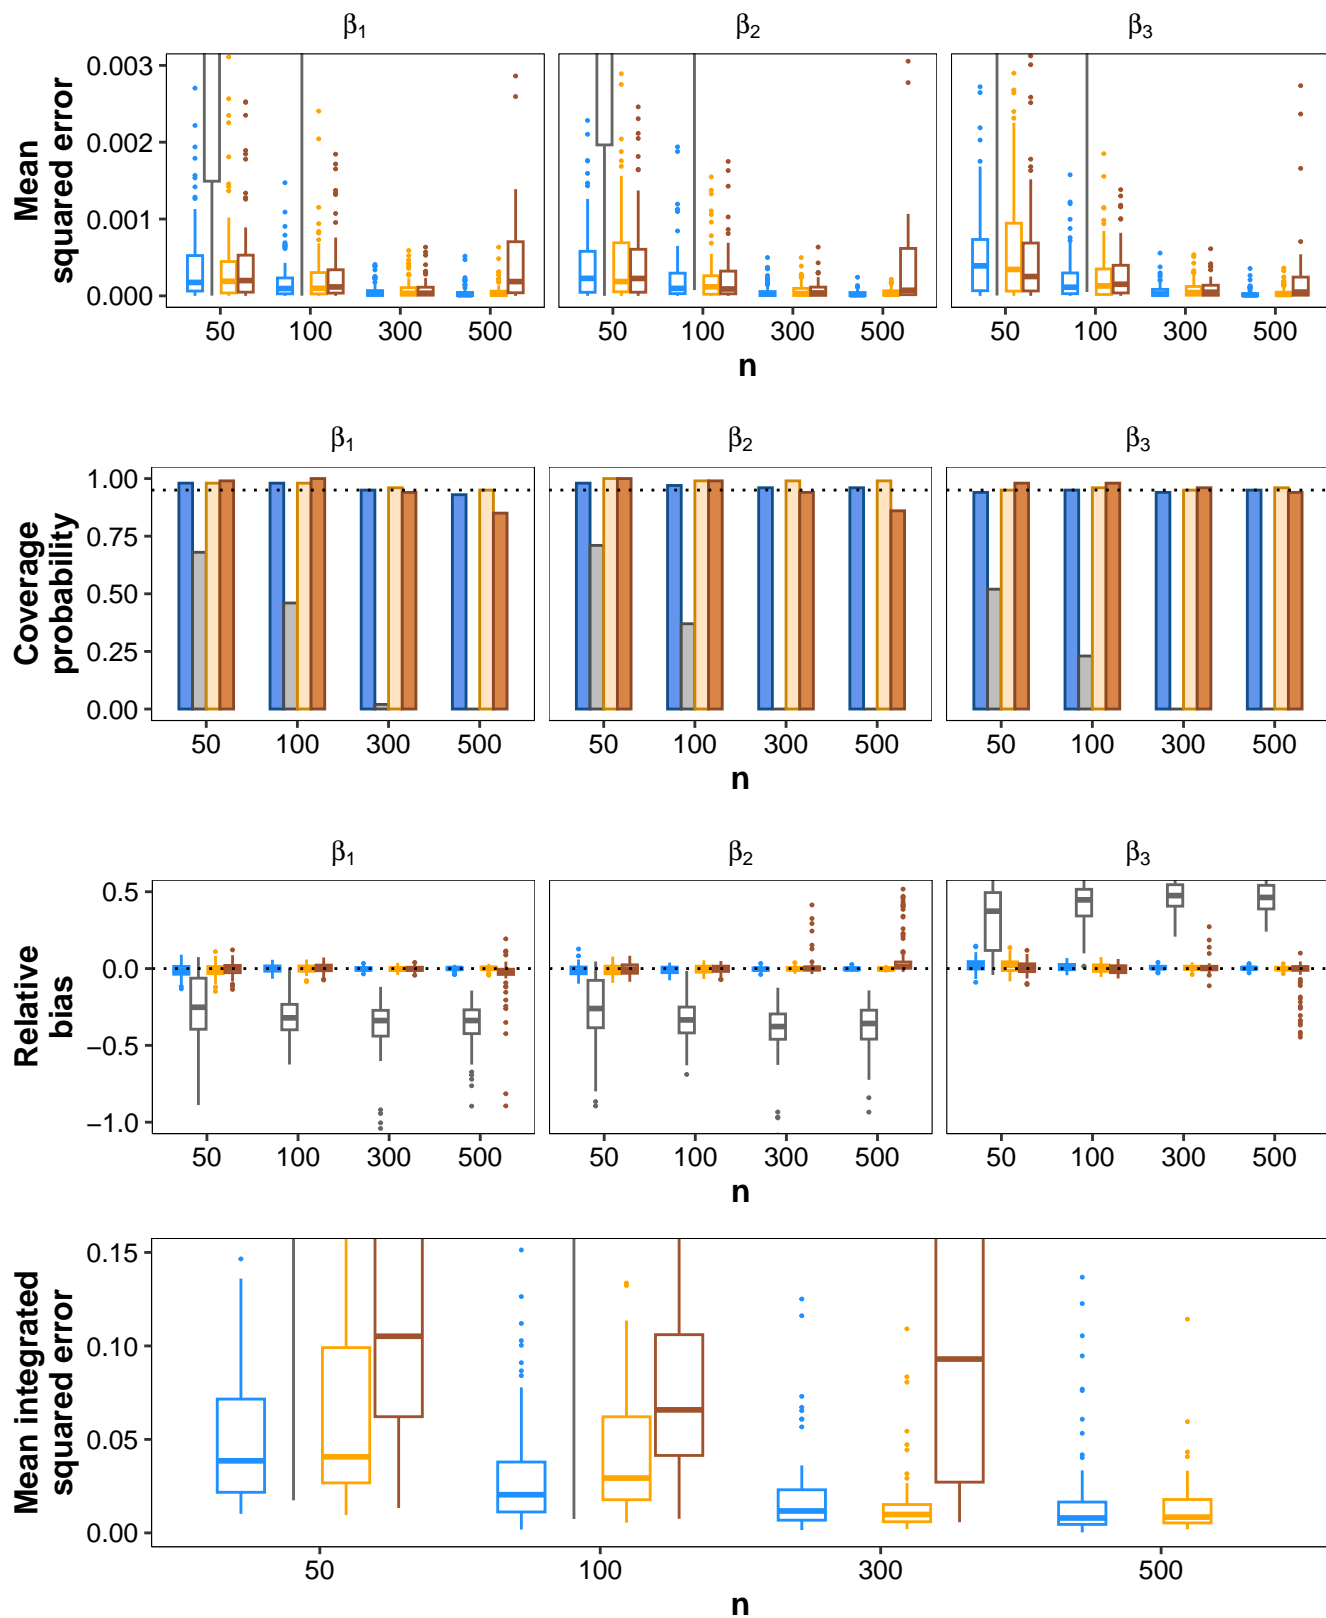 β1 β2 β3
Mean squared error
0.003
0.002
0.001
0.000
50 100 300 500 50 100 300 500 50 100 300 500
n
β1 β2 β3
Coverage probability
1.00
0.75
0.50
0.25
0.00
50 100 300 500 50 100 300 500 50 100 300 500
n
β1 β2 β3
Relative bias
0.5
0.0
−0.5
−1.0
50 100 300 500 50 100 300 500 50 100 300 500
n
Mean integrated squared error
0.15
0.10
0.05
0.00
50 100 300 500
n